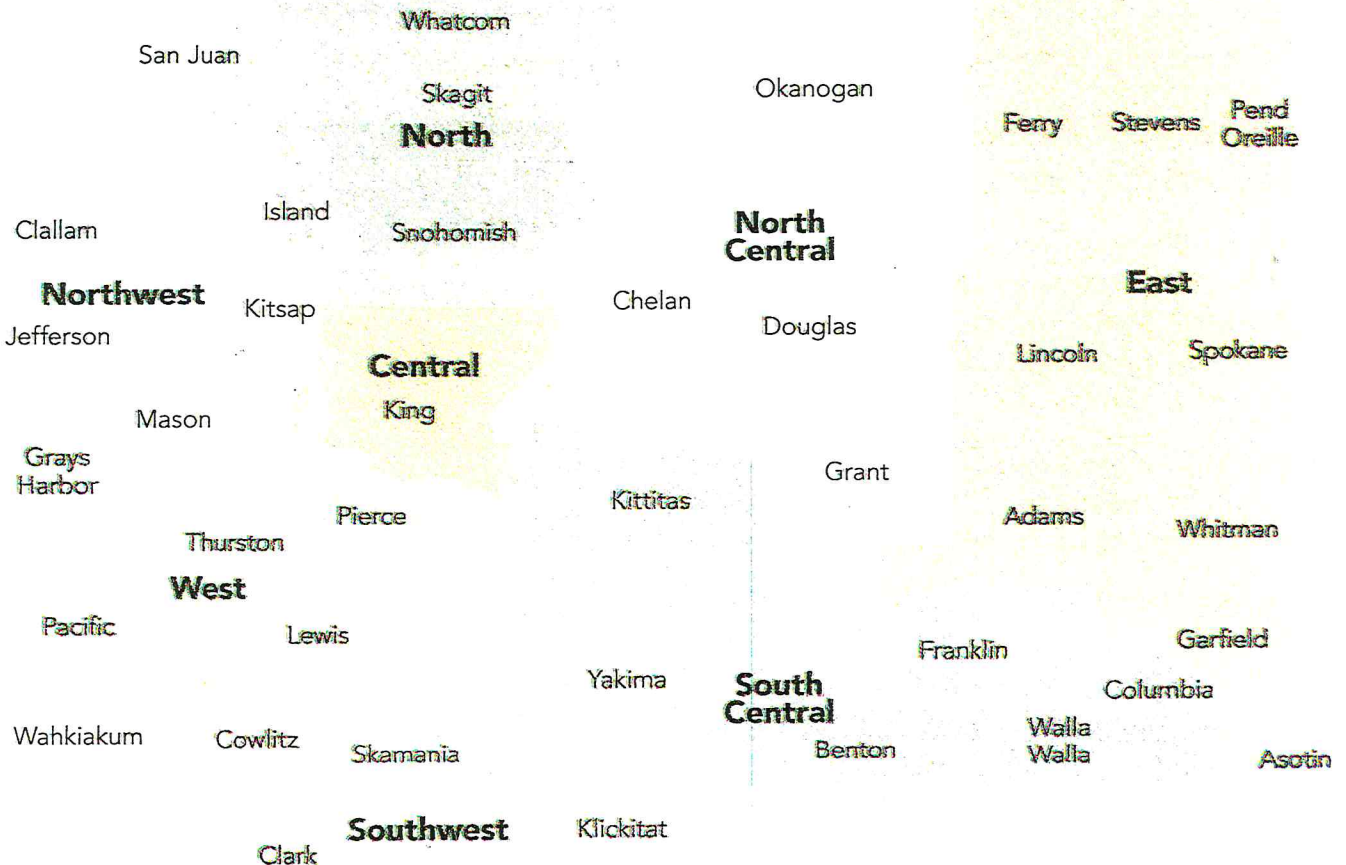 Whatcom
San Juan
Skagit
Okanogan
North
Ferry
Stevens
Pend
Oreille
Island
Clallam
Snohomish
North
Central
East
Northwest
Kitsap
Chelan
Jefferson
Douglas
Central
Lincoln
Spokane
King
Mason
Grays
Harbor
Grant
Kittitas
Pierce
Adams
Whitman
Thurston
West
Pacific
Lewis
Franklin
Garfield
Yakima
South
Central
Columbia
Wahkiakum
Cowlitz
Skamania
Benton
Walla
Walla
Asotin
Southwest
Klickitat
Clark